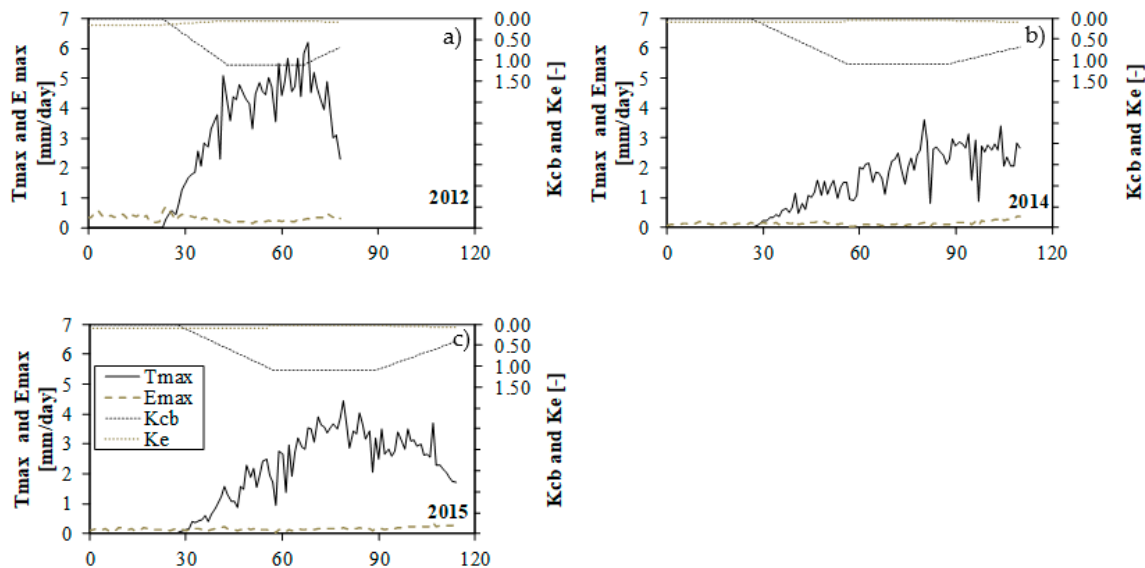 Tmax and E max
[mm/day]
7
6
5
4
3
2
1
0
0 30 60 90 120
a)
2012
0.00
0.50
1.00
1.50
Kcb and Ke [-]
Tmax and Emax
[mm/day]
7
6
5
4
3
2
1
0
0 30 60 90 120
b)
2014
0.00
0.50
1.00
1.50
Kcb and Ke [-]
Tmax and Emax
[mm/day]
7
6
5
4
3
2
1
0
0 30 60 90 120
c)
Tmax
Emax
Kcb
Ke
2015
0.00
0.50
1.00
1.50
Kcb and Ke [-]